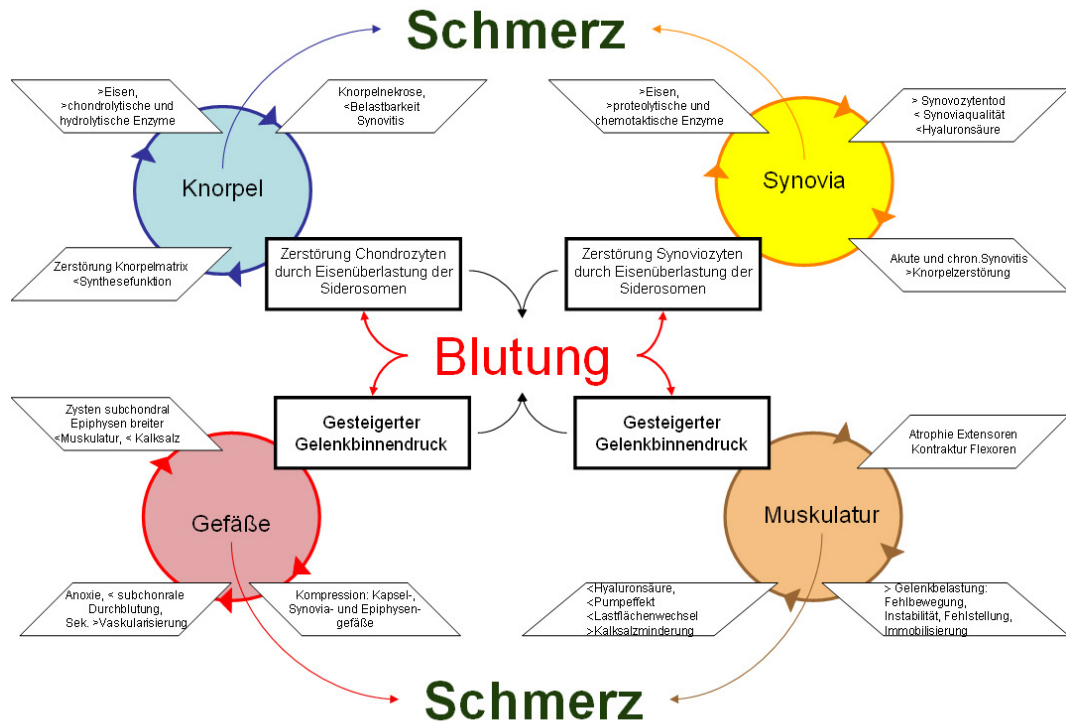 Schmerz
>Eisen,
>chondrolytische und
hydrolytische Enzyme
Knorpelnekrose,
<Belastbarkeit
Synovitis
Knorpel
Zerstörung Knorpelmatrix
<Synthesefunktion
Zerstörung Chondrozyten
durch Eisenüberlastung der
Siderosomen
>Eisen,
>proteolytische und
chemotaktische Enzyme
> Synovozytentod
< Synoviaqualität
<Hyaluronsäure
Synovia
Akute und chron.Synovitis
>Knorpelzerstörung
Zerstörung Synoviozyten
durch Eisenüberlastung der
Siderosomen
Blutung
Zysten subchondral
Epiphysen breiter
<Muskulatur, < Kalksalz
Gesteigerter
Gelenkbinnendruck
Gefäße
Anoxie, < subchonrale
Durchblutung,
Sek. >Vaskularisierung
Kompression: Kapsel-,
Synovia- und Epiphysen-
gefäße
Gesteigerter
Gelenkbinnendruck
Atrophie Extensoren
Kontraktur Flexoren
Muskulatur
<Hyaluronsäure,
<Pumpeffekt
<Lastflächenwechsel
>Kalksalzminderung
> Gelenkbelastung:
Fehlbewegung,
Instabilität, Fehlstellung,
Immobilisierung
Schmerz